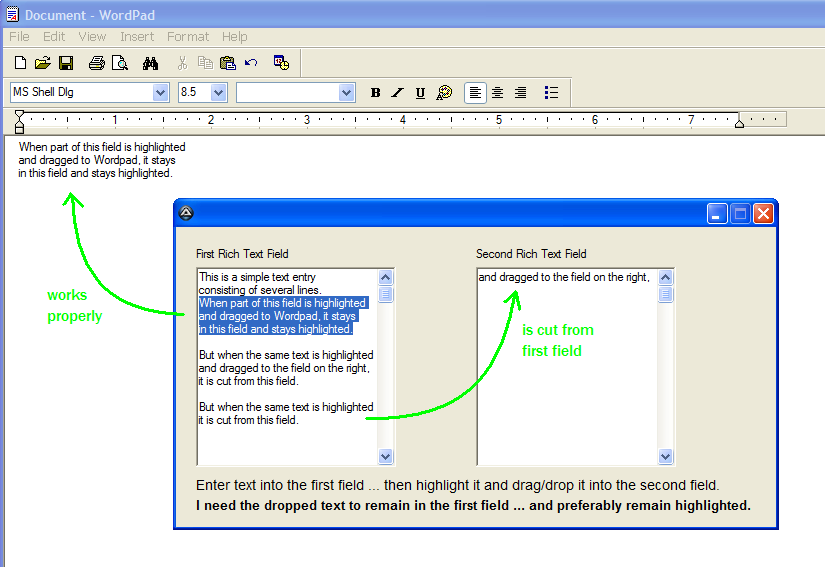 Document - WordPad
File Edit View Insert Format Help
MS Shell Dlg 8.5
B U
1 2 3 4 5 6 7
When part of this field is highlighted
and dragged to Wordpad, it stays
in this field and stays highlighted.
works
properly
First Rich Text Field
This is a simple text entry
consisting of several lines.
When part of this field is highlighted
and dragged to Wordpad, it stays
in this field and stays highlighted.
But when the same text is highlighted
and dragged to the field on the right,
it is cut from this field.
But when the same text is highlighted
it is cut from this field.
Second Rich Text Field
and dragged to the field on the right,
is cut from
first field
Enter text into the first field ... then highlight it and drag/drop it into the second field.
I need the dropped text to remain in the first field ... and preferably remain highlighted.